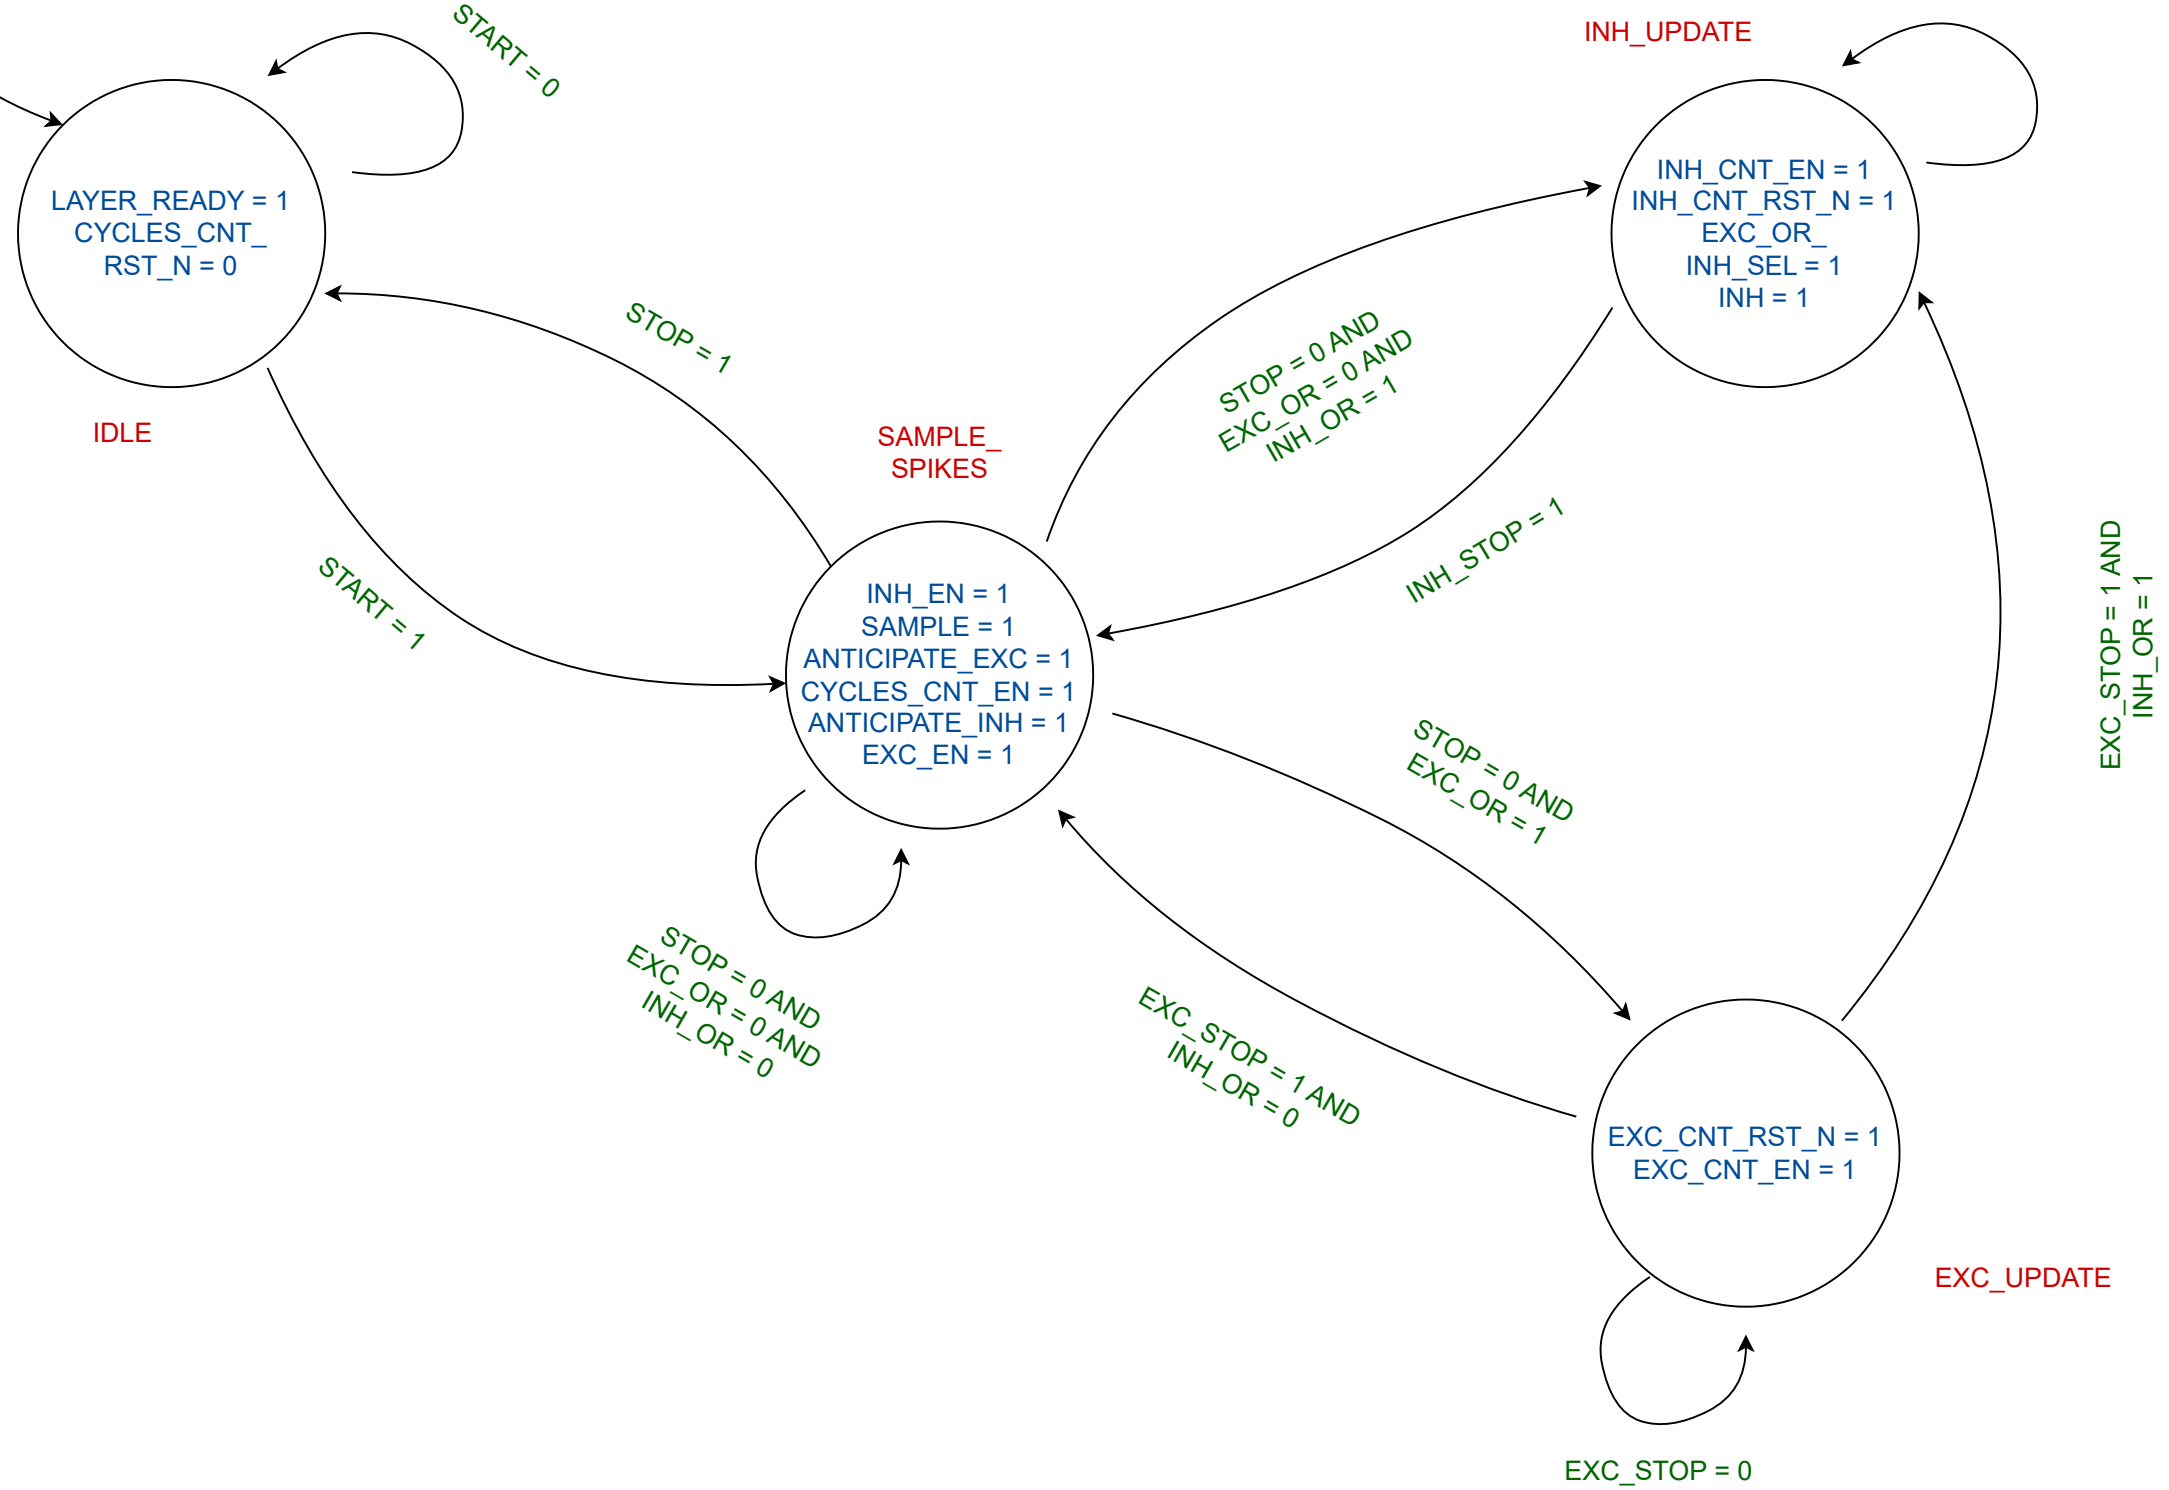 START = 0
INH_UPDATE
LAYER_READY = 1
CYCLES_CNT_
RST_N = 0
INH_CNT_EN = 1
INH_CNT_RST_N = 1
EXC_OR_
INH_SEL = 1
INH = 1
STOP = 1
STOP = 0 AND
EXC_OR = 0 AND
INH_OR = 1
IDLE
SAMPLE_
SPIKES
START = 1
INH_STOP = 1
INH_EN = 1
SAMPLE = 1
ANTICIPATE_EXC = 1
CYCLES_CNT_EN = 1
ANTICIPATE_INH = 1
EXC_EN = 1
EXC_STOP = 1 AND
INH_OR = 1
STOP = 0 AND
EXC_OR = 1
STOP = 0 AND
EXC_OR = 0 AND
INH_OR = 0
EXC_STOP = 1 AND
INH_OR = 0
EXC_CNT_RST_N = 1
EXC_CNT_EN = 1
EXC_UPDATE
EXC_STOP = 0